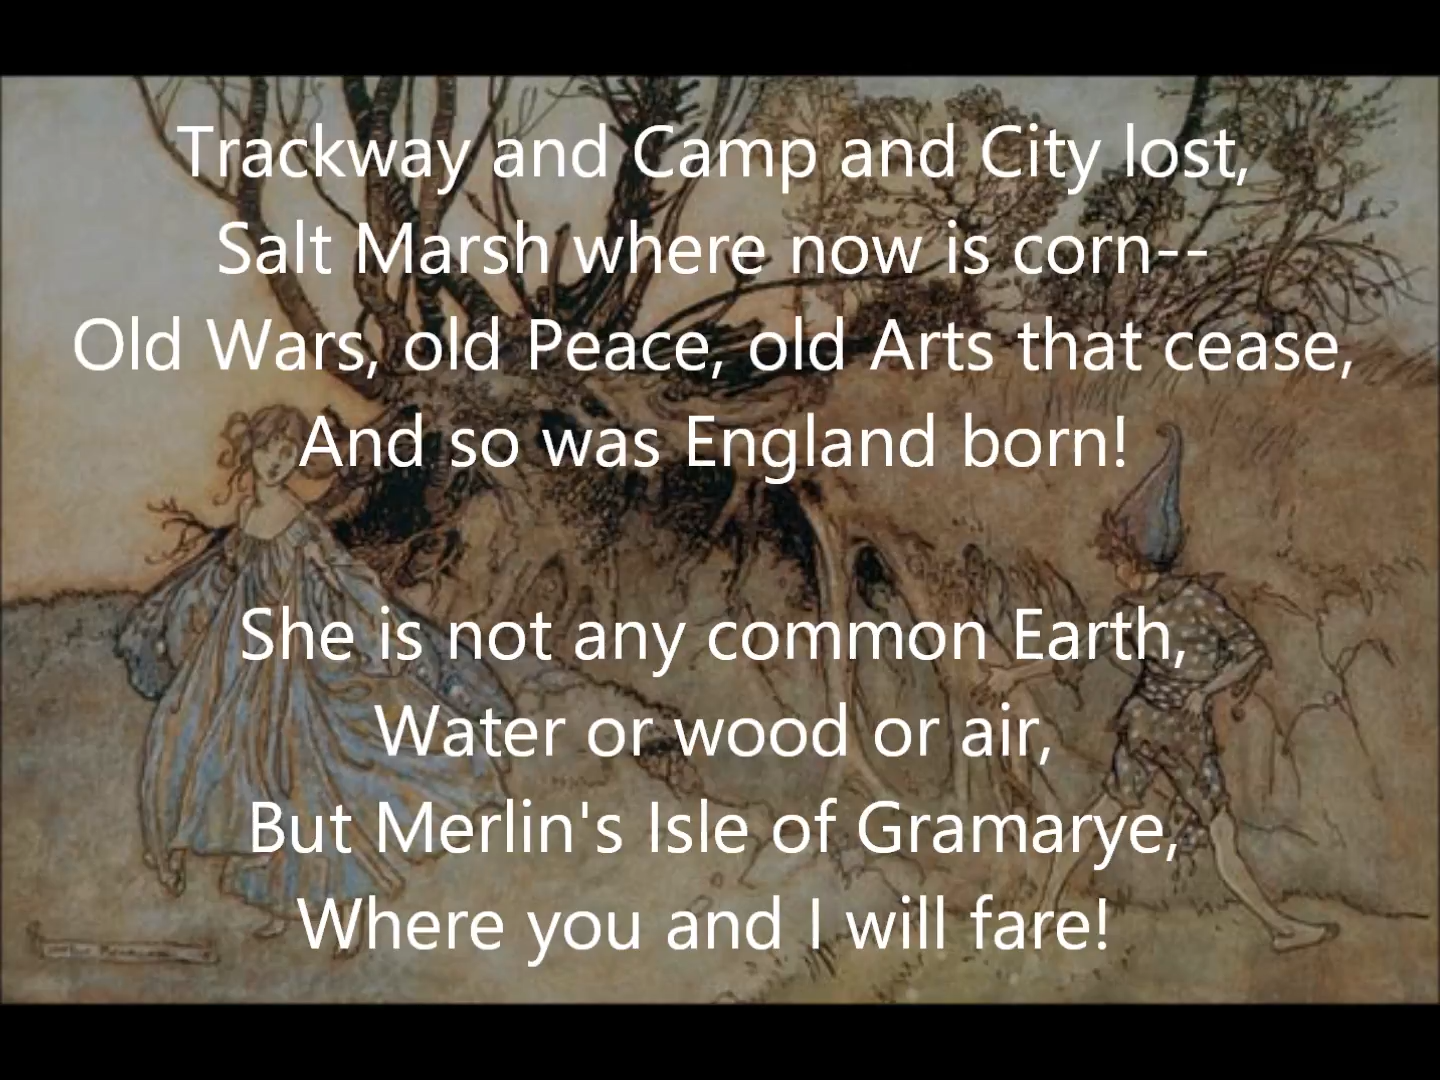 Trackway and Camp and City lost,
Salt Marsh where now is corn--
Old Wars, old Peace, old Arts that cease,
And so was England born!
She is not any common Earth,
Water or wood or air,
But Merlin's Isle of Gramarye,
Where you and I will fare!